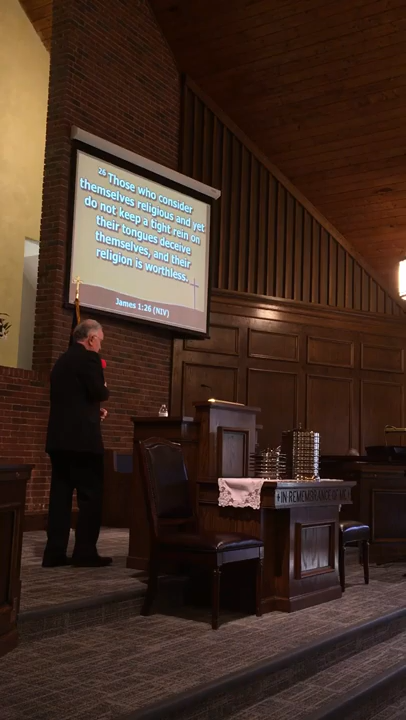 26 Those who consider
themselves religious and yet
do not keep a tight rein on
their tongues deceive
themselves, and their
religion is worthless.
James 1:26 (NIV)
IN REMEMBRANCE OF ME